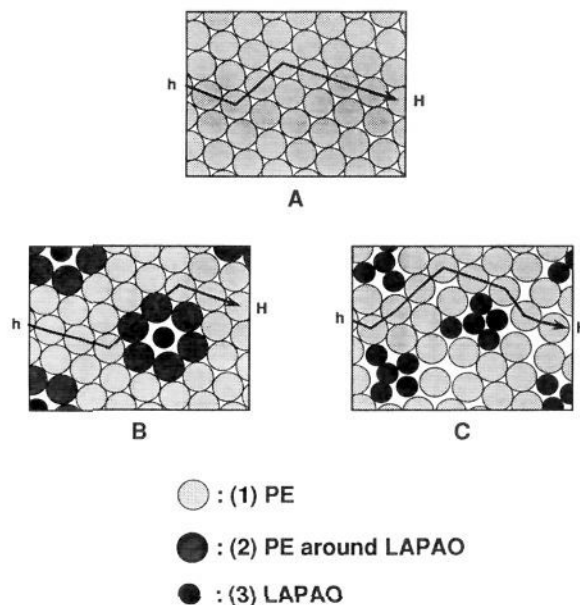 h
H
A
h
H
B
h
H
C
: (1) PE
: (2) PE around LAPAO
: (3) LAPAO